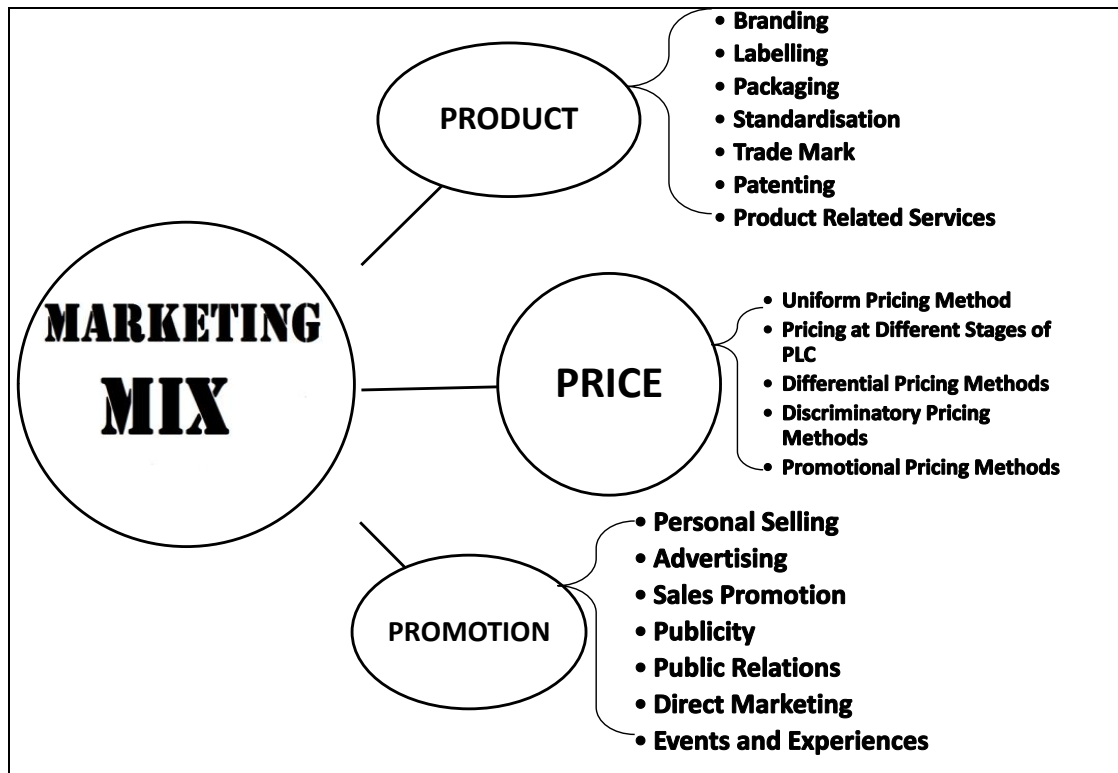 MARKETING
MIX
PRODUCT
• Branding
• Labelling
• Packaging
• Standardisation
• Trade Mark
• Patenting
• Product Related Services
PRICE
• Uniform Pricing Method
• Pricing at Different Stages of
PLC
• Differential Pricing Methods
• Discriminatory Pricing
Methods
• Promotional Pricing Methods
PROMOTION
• Personal Selling
• Advertising
• Sales Promotion
• Publicity
• Public Relations
• Direct Marketing
• Events and Experiences